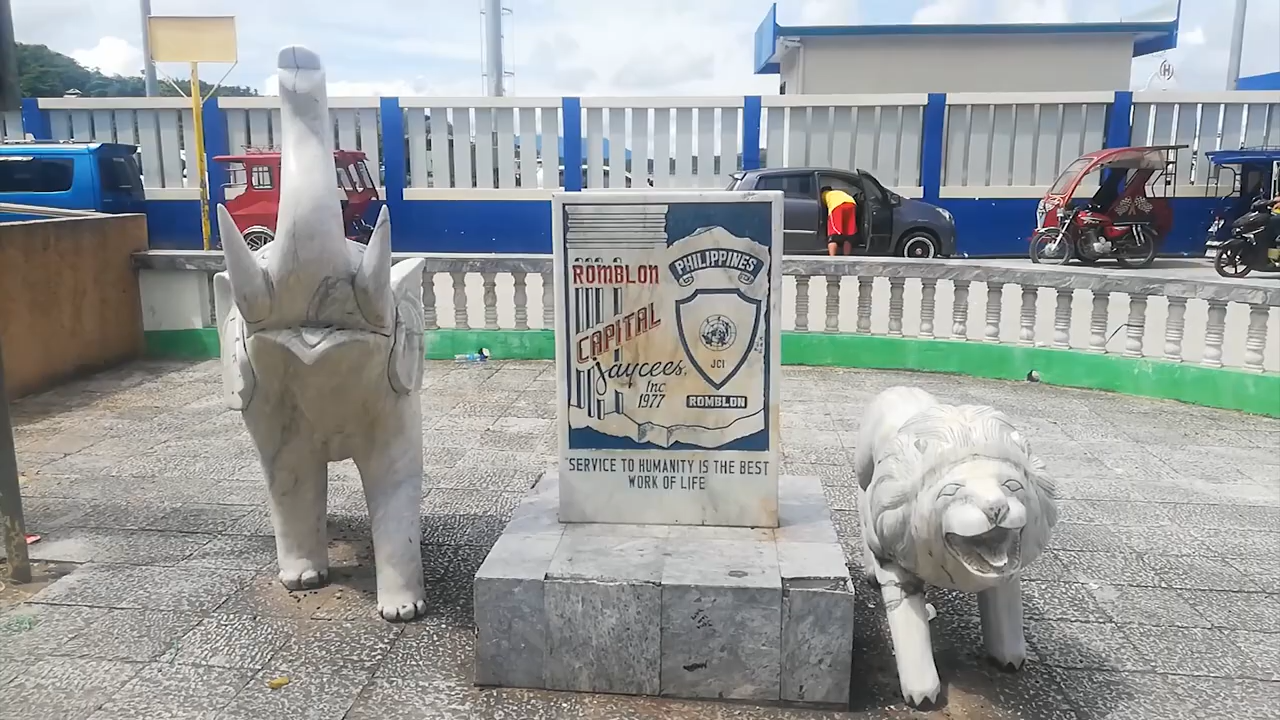 ROMBLON
CAPITAL
jaycees,
Inc
1977
PHILIPPINES
JCI
ROMBLON
"SERVICE TO HUMANITY IS THE BEST
WORK OF LIFE
H